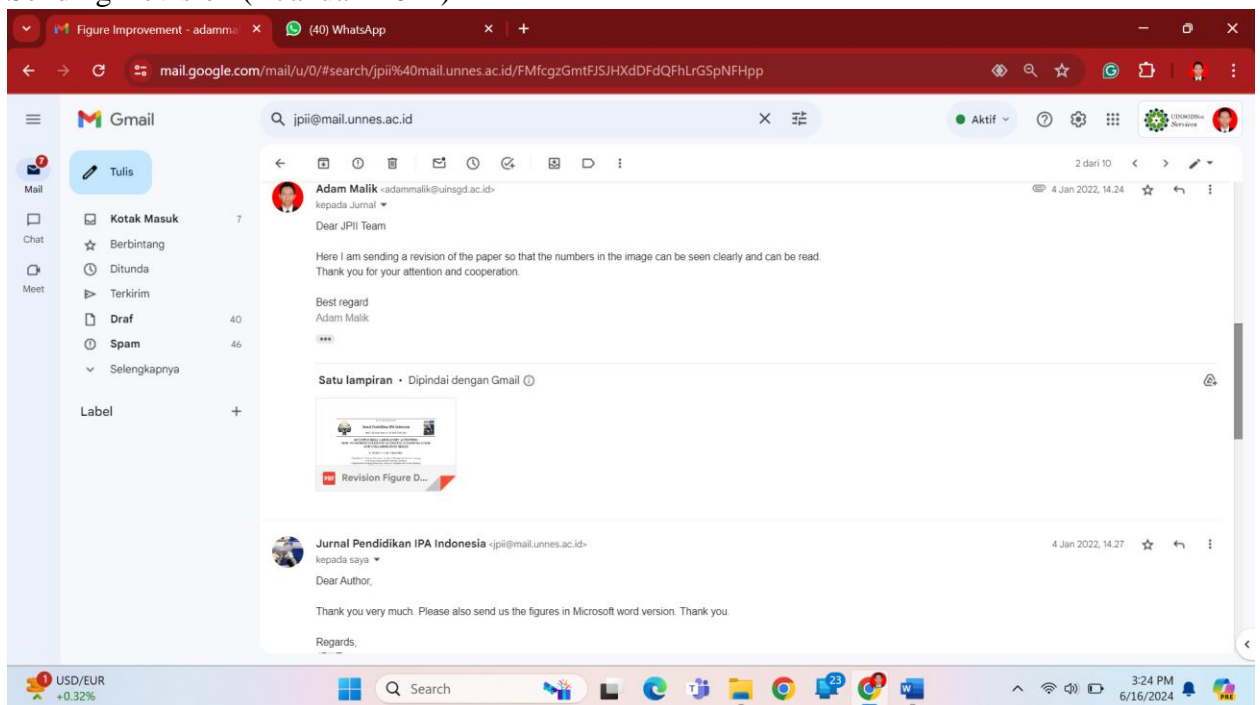 Figure Improvement - adamma
(40) WhatsApp
mail.google.com/mail/u/0/#search/jpii%40mail.unnes.ac.id/FMfcgzGmtFJSJHXdDFdQFhLrGSpNFHpp
Gmail
jpii@mail.unnes.ac.id
Aktif
Services
7
Mail
Chat
Meet
Tulis
Kotak Masuk 7
Berbintang
Ditunda
Terkirim
Draf 40
Spam 46
Selengkapnya
Label
2 dari 10
Adam Malik <adammalik@uinsgd.ac.id>
4 Jan 2022, 14.24
kepada Jurnal
Dear JPII Team
Here I am sending a revision of the paper so that the numbers in the image can be seen clearly and can be read.
Thank you for your attention and cooperation.
Best regard
Adam Malik
Satu lampiran • Dipindai dengan Gmail
PDF
Revision Figure D...
Jurnal Pendidikan IPA Indonesia <jpii@mail.unnes.ac.id>
4 Jan 2022, 14.27
kepada saya
Dear Author,
Thank you very much. Please also send us the figures in Microsoft word version. Thank you.
Regards,
1
USD/EUR
+0.32%
Search
23
3:24 PM
6/16/2024
PRE